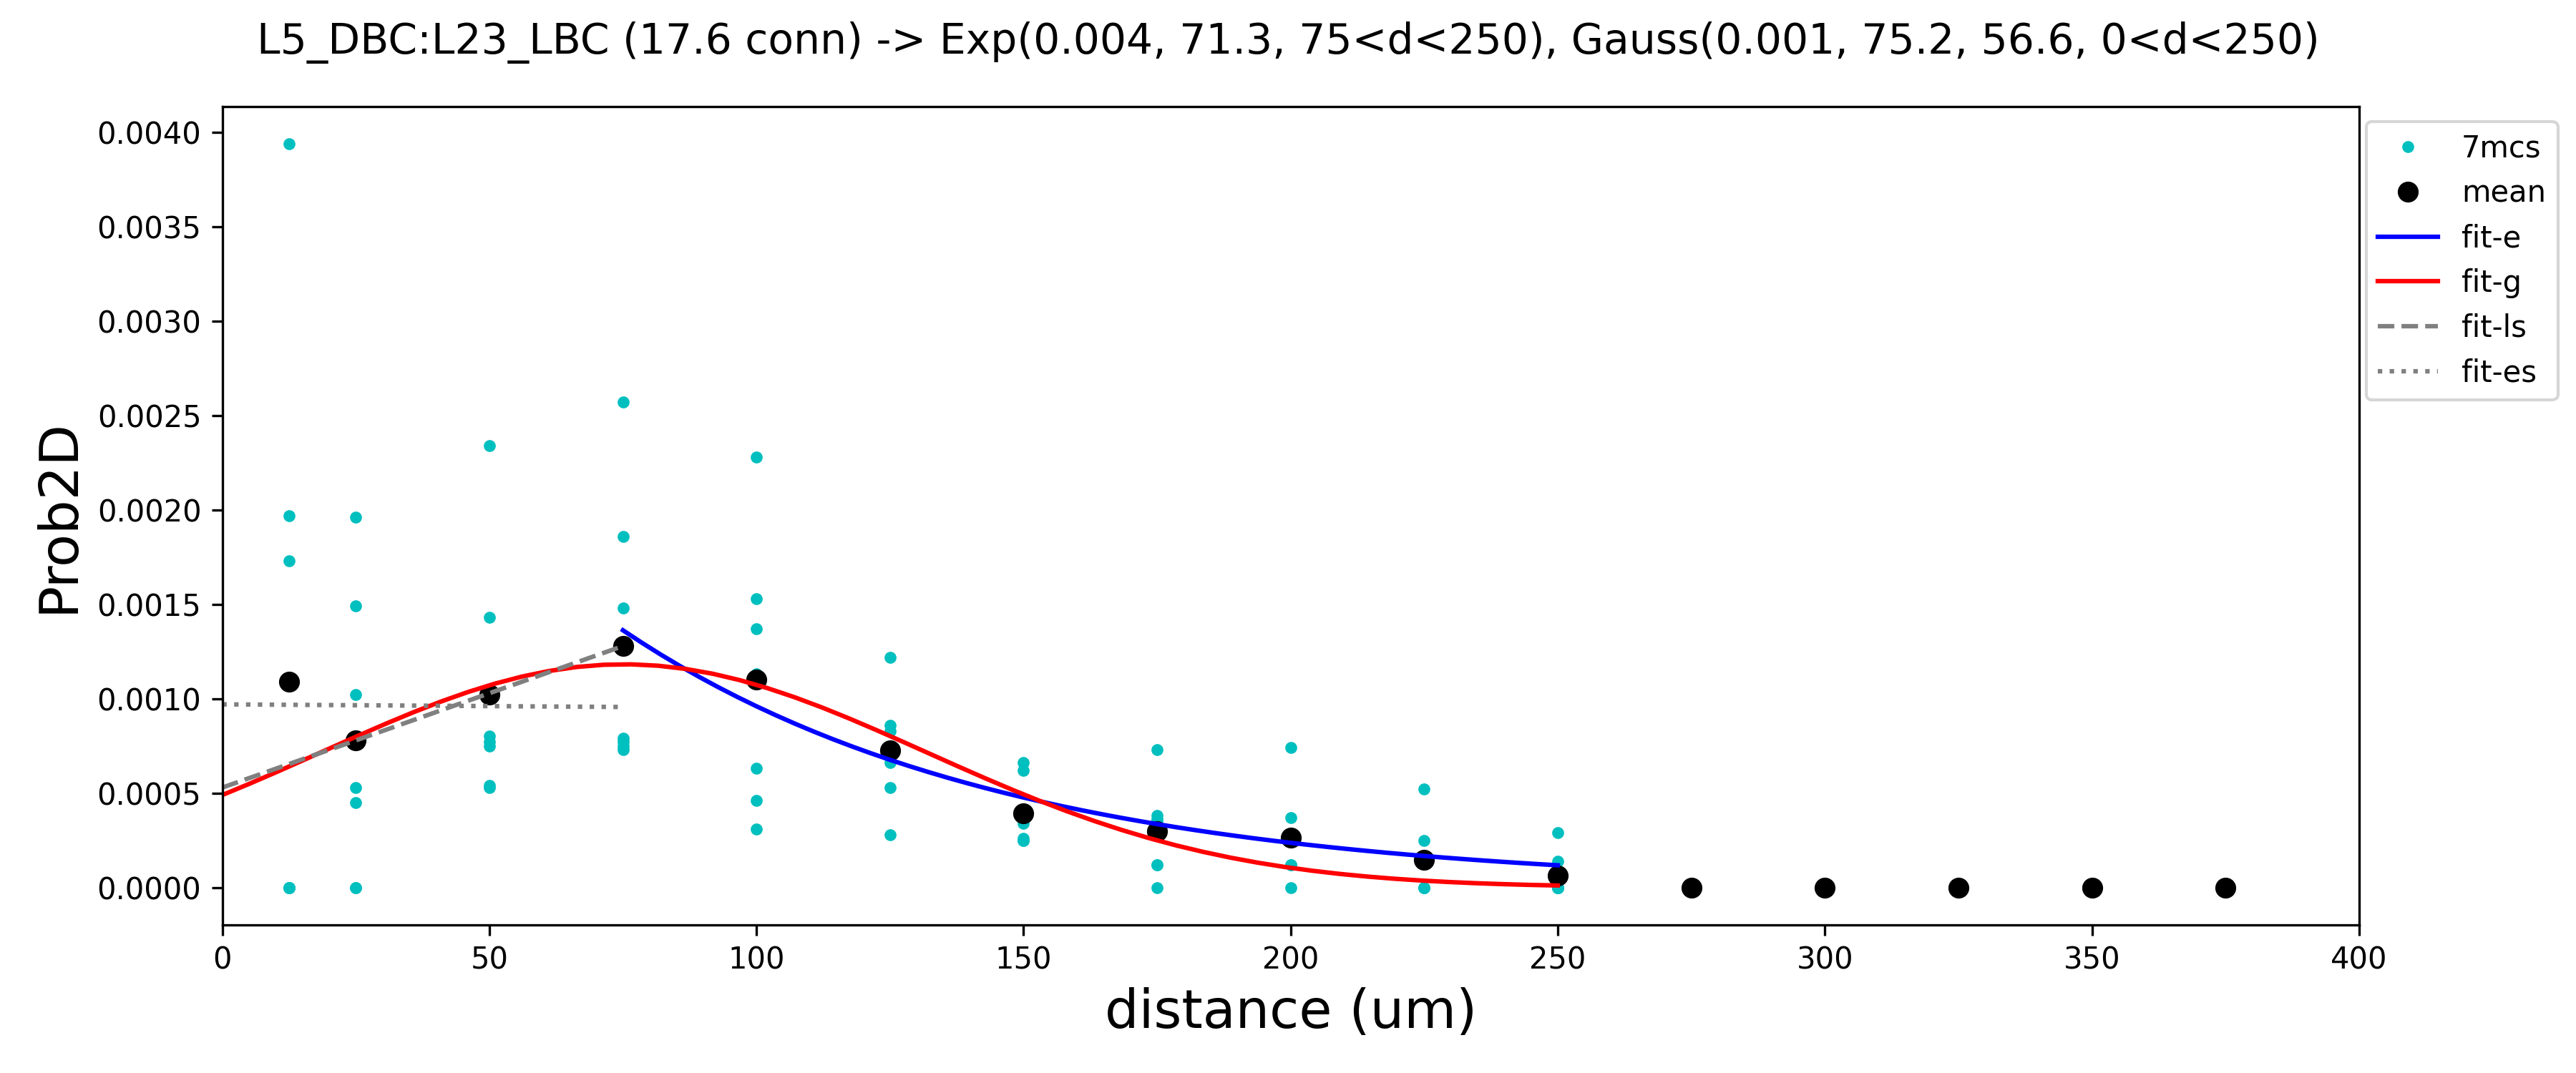 L5_DBC:L23_LBC (17.6 conn) -> Exp(0.004, 71.3, 75<d<250), Gauss(0.001, 75.2, 56.6, 0<d<250)
Prob2D
0.0040
0.0035
0.0030
0.0025
0.0020
0.0015
0.0010
0.0005
0.0000
0 50 100 150 200 250 300 350 400
distance (um)
7mcs
mean
fit-e
fit-g
fit-ls
fit-es